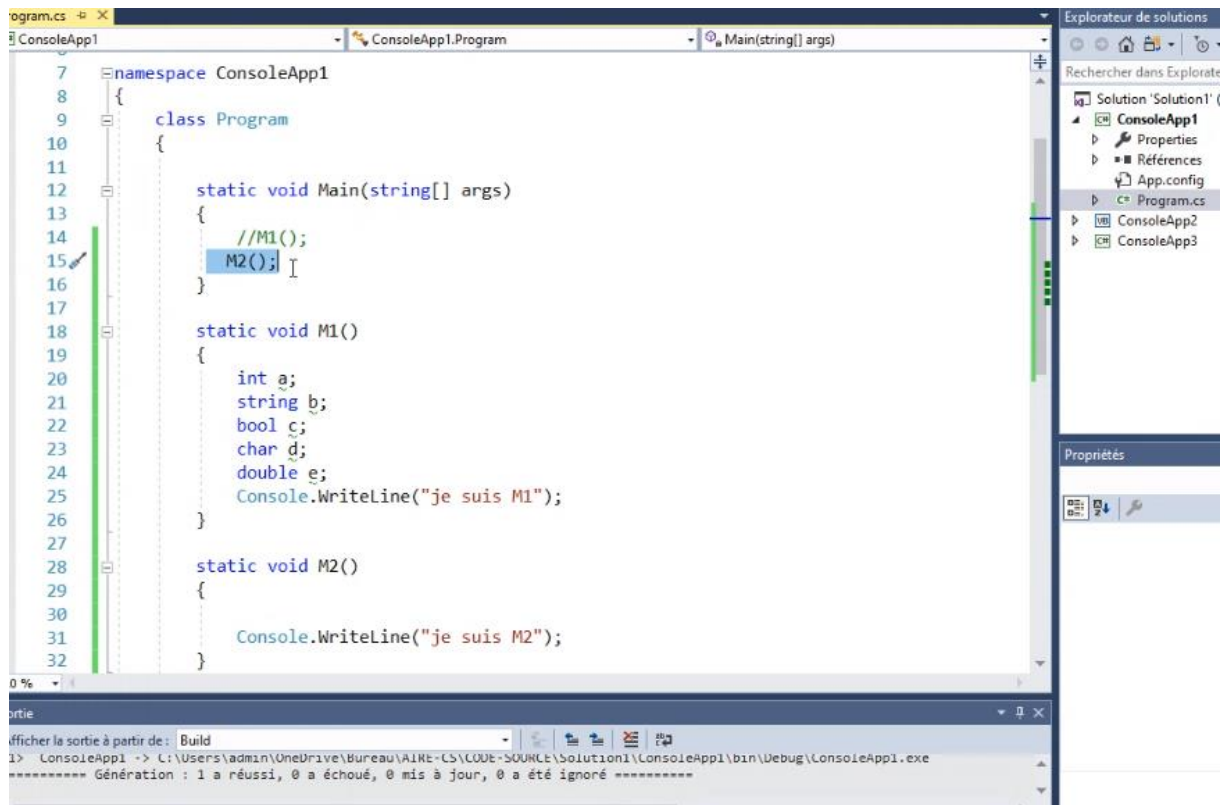 rogram.cs
ConsoleApp1 ConsoleApp1.Program Main(string[] args)
7 namespace ConsoleApp1
8 {
9 class Program
10 {
11
12 static void Main(string[] args)
13 {
14 //M1();
15 M2();
16 }
17
18 static void M1()
19 {
20 int a;
21 string b;
22 bool c;
23 char d;
24 double e;
25 Console.WriteLine("je suis M1");
26 }
27
28 static void M2()
29 {
30
31 Console.WriteLine("je suis M2");
32 }
0 %
ortie
Afficher la sortie à partir de : Build
1> ConsoleApp1 -> C:\Users\admin\OneDrive\Bureau\AIRE-CS\CODE-SOURCE\Solution1\ConsoleApp1\bin\Debug\ConsoleApp1.exe
========== Génération : 1 a réussi, 0 a échoué, 0 mis à jour, 0 a été ignoré ==========
Explorateur de solutions
Rechercher dans Explorate
Solution 'Solution1' (
ConsoleApp1
Properties
Références
App.config
C# Program.cs
VB ConsoleApp2
C# ConsoleApp3
Propriétés